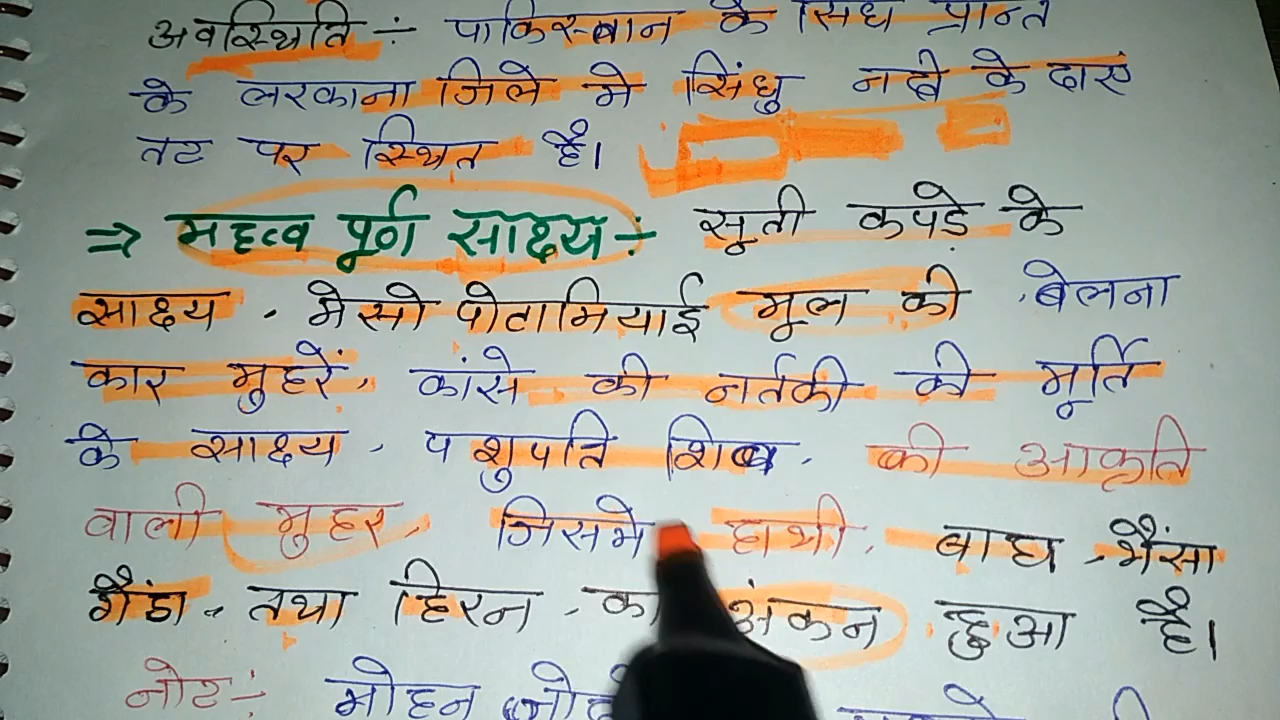 अवस्थिति ÷ पाकिस्तान के सिंध प्रान्त
के लरकाना जिले मे सिंधु नदी के दाएं
तट पर स्थित है।
⇒ महत्व पूर्ण साक्ष्य ÷ सूती कपड़े के
साक्ष्य, मेसोपोटामियाई मूल की बेलना
कार मुहरें, कांसे की नर्तकी की मूर्ति
के साक्ष्य, पशुपति शिव, की आकृति
वाली मुहर, जिसमे हाथी, बाघ, भैंसा
गैंडा, तथा हिरन, का अंकन हुआ है।
नोट ÷ मोहन